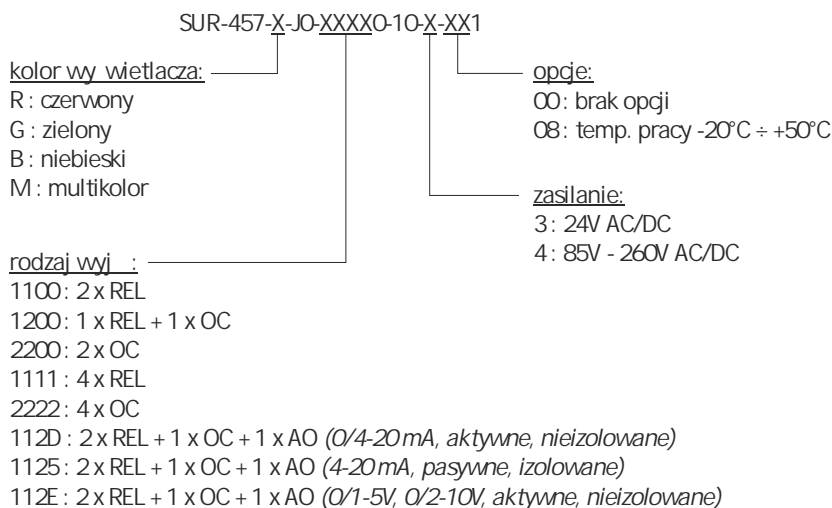 SUR-457-X-J0-XXXX0-10-X-XX1
kolor wy wietlacza:
R : czerwony
G : zielony
B : niebieski
M : multikolor
opcje:
00 : brak opcji
08 : temp. pracy -20°C ÷ +50°C
zasilanie:
3 : 24V AC/DC
4 : 85V - 260V AC/DC
rodzaj wyj :
1100 : 2 x REL
1200 : 1 x REL + 1 x OC
2200 : 2 x OC
1111 : 4 x REL
2222 : 4 x OC
112D : 2 x REL + 1 x OC + 1 x AO (0/4-20 mA, aktywne, nieizolowane)
1125 : 2 x REL + 1 x OC + 1 x AO (4-20 mA, pasywne, izolowane)
112E : 2 x REL + 1 x OC + 1 x AO (0/1-5V, 0/2-10V, aktywne, nieizolowane)